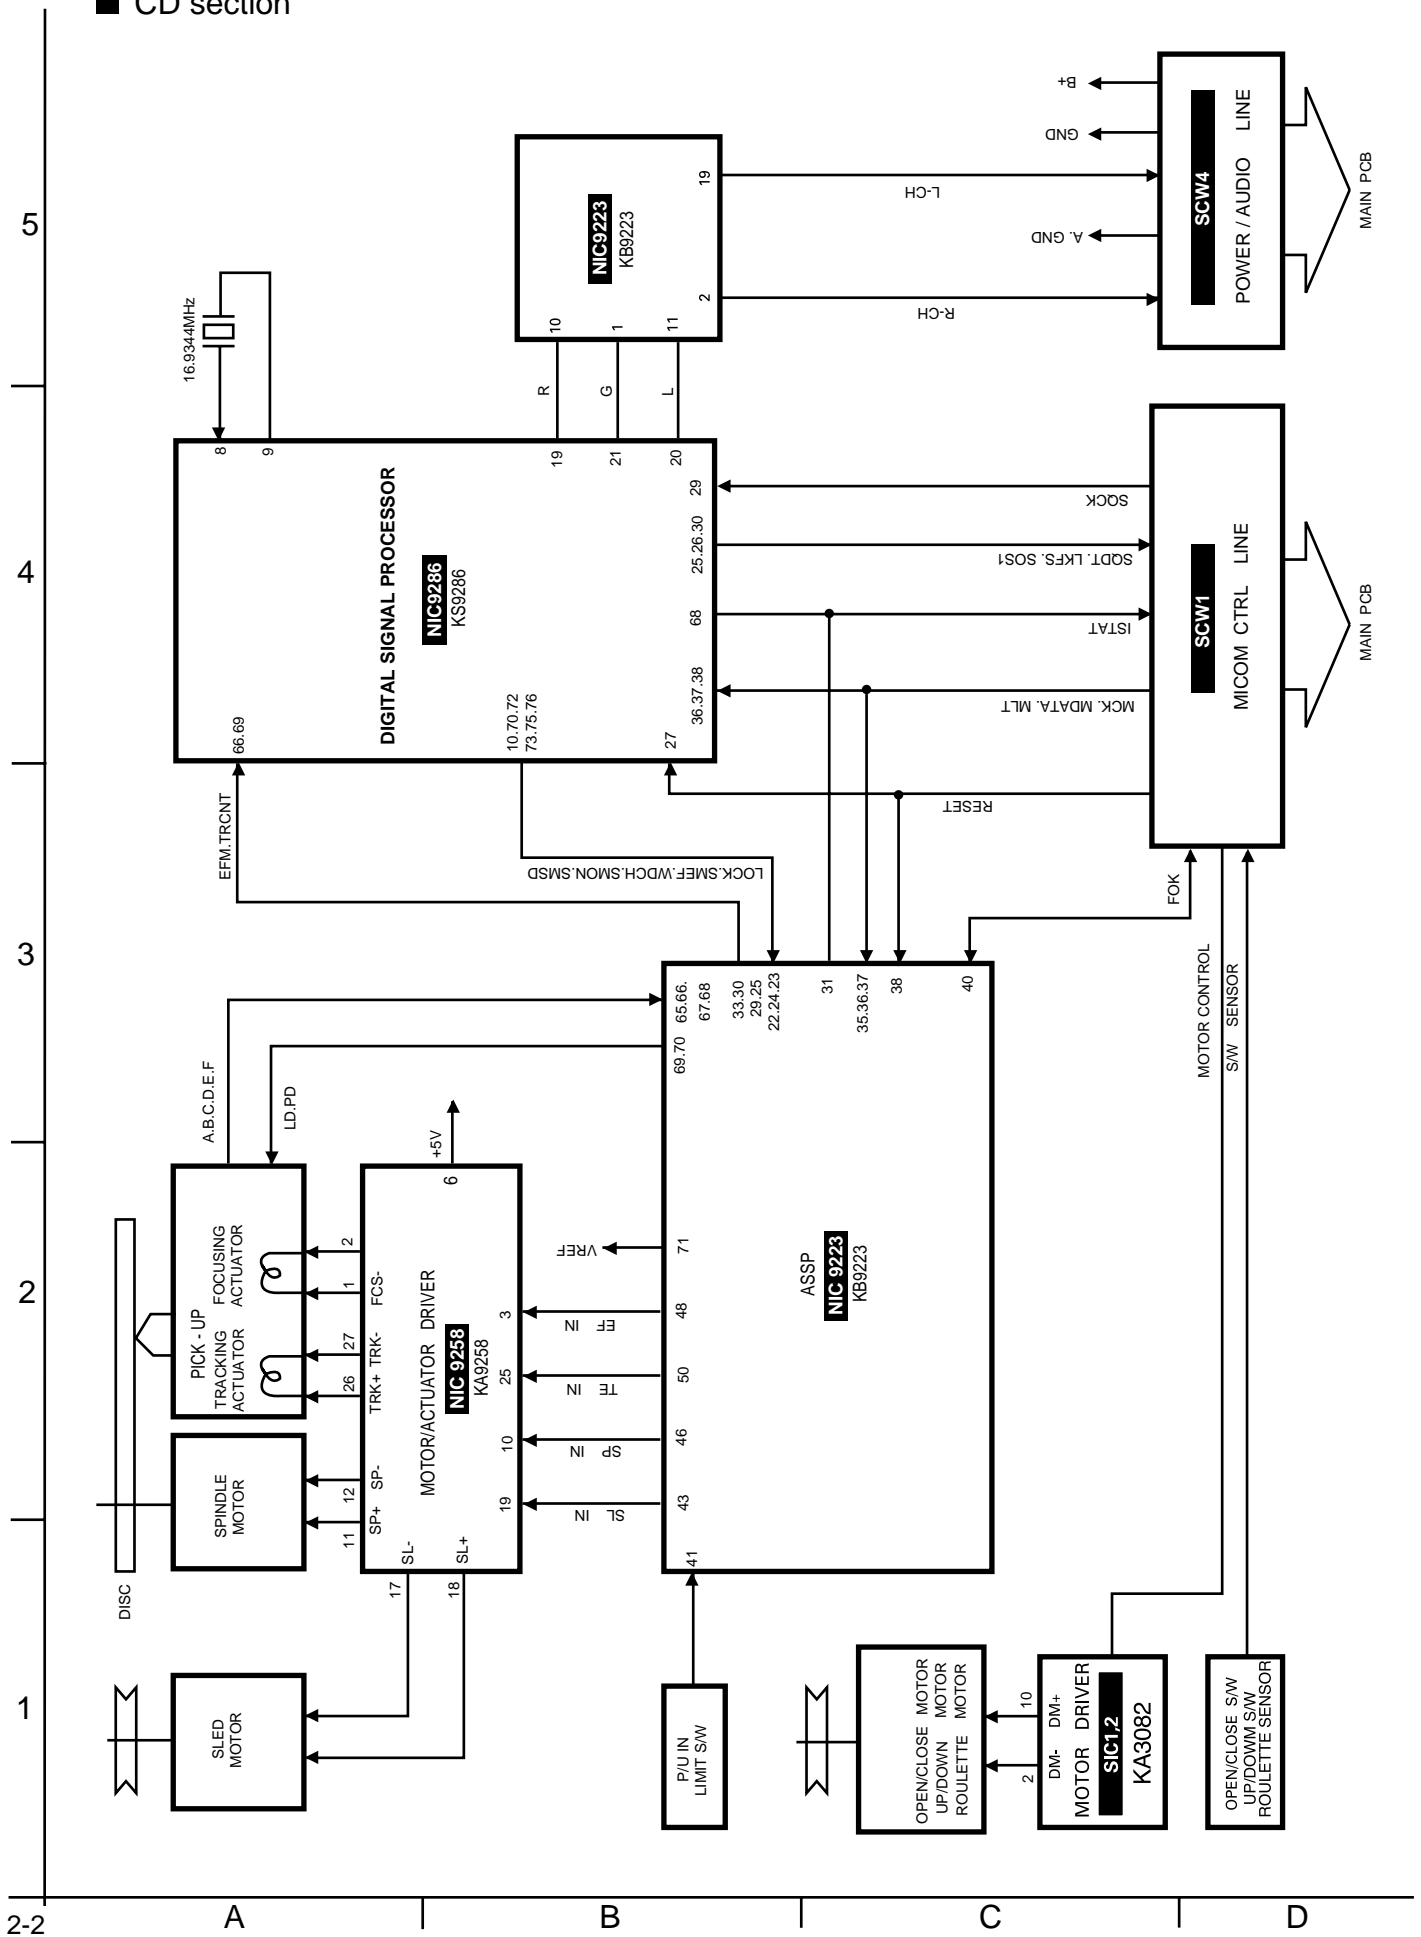 CD section
5
4
3
2
1
2-2
A
B
C
D
16.9344MHz
8
9
DIGITAL SIGNAL PROCESSOR
NIC9286
KS9286
19
21
20
29
25.26.30
68
36.37.38
27
10.70.72
73.75.76
66.69
R
G
L
NIC9223
KB9223
10
1
11
19
2
L-CH
R-CH
B+
GND
A. GND
SCW4
POWER / AUDIO LINE
MAIN PCB
SQCK
SQDT. LKFS. SOS1
ISTAT
MCK. MDATA. MLT
RESET
SCW1
MICOM CTRL LINE
MAIN PCB
EFM.TRCNT
LOCK.SMEF.WDCH.SMON.SMSD
FOK
MOTOR CONTROL
S/W SENSOR
A.B.C.D.E.F
LD.PD
65.66.
67.68
69.70
33.30
29.25
22.24.23
31
35.36.37
38
40
ASSP
NIC 9223
KB9223
71
48
50
46
43
41
VREF
EF IN
TE IN
SP IN
SL IN
+5V
6
MOTOR/ACTUATOR DRIVER
NIC 9258
KA9258
3
25
10
19
2
1
FCS-
27
TRK-
26
TRK+
12
SP-
11
SP+
17
SL-
18
SL+
PICK - UP
FOCUSING
ACTUATOR
TRACKING
ACTUATOR
SPINDLE
MOTOR
DISC
SLED
MOTOR
P/U IN
LIMIT S/W
OPEN/CLOSE MOTOR
UP/DOWN MOTOR
ROULETTE MOTOR
2
10
DM- DM+
MOTOR DRIVER
SIC1,2
KA3082
OPEN/CLOSE S/W
UP/DOWM S/W
ROULETTE SENSOR